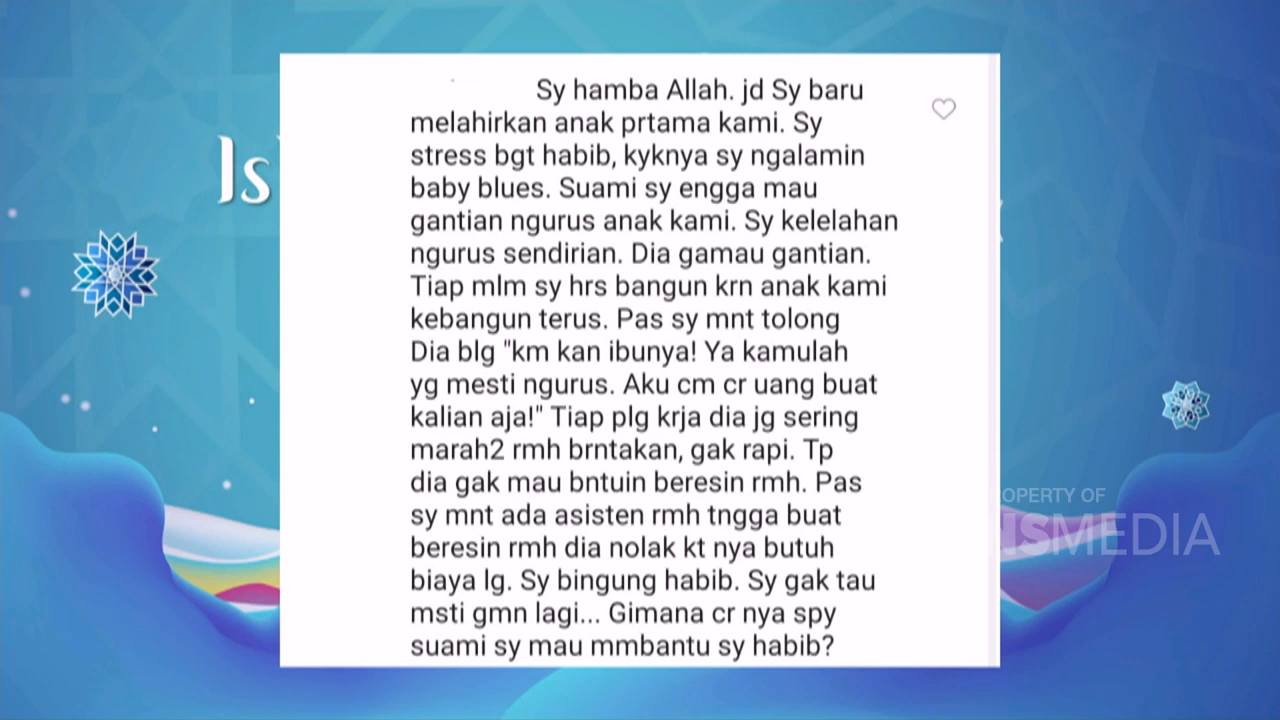 Sy hamba Allah. jd Sy baru
melahirkan anak prtama kami. Sy
stress bgt habib, kyknya sy ngalamin
baby blues. Suami sy engga mau
gantian ngurus anak kami. Sy kelelahan
ngurus sendirian. Dia gamau gantian.
Tiap mlm sy hrs bangun krn anak kami
kebangun terus. Pas sy mnt tolong
Dia blg "km kan ibunya! Ya kamulah
yg mesti ngurus. Aku cm cr uang buat
kalian aja!" Tiap plg krja dia jg sering
marah2 rmh brntakan, gak rapi. Tp
dia gak mau bntuin beresin rmh. Pas
sy mnt ada asisten rmh tngga buat
beresin rmh dia nolak kt nya butuh
biaya lg. Sy bingung habib. Sy gak tau
msti gmn lagi... Gimana cr nya spy
suami sy mau mmbantu sy habib?
Is
OPERTY OF
NSMEDIA